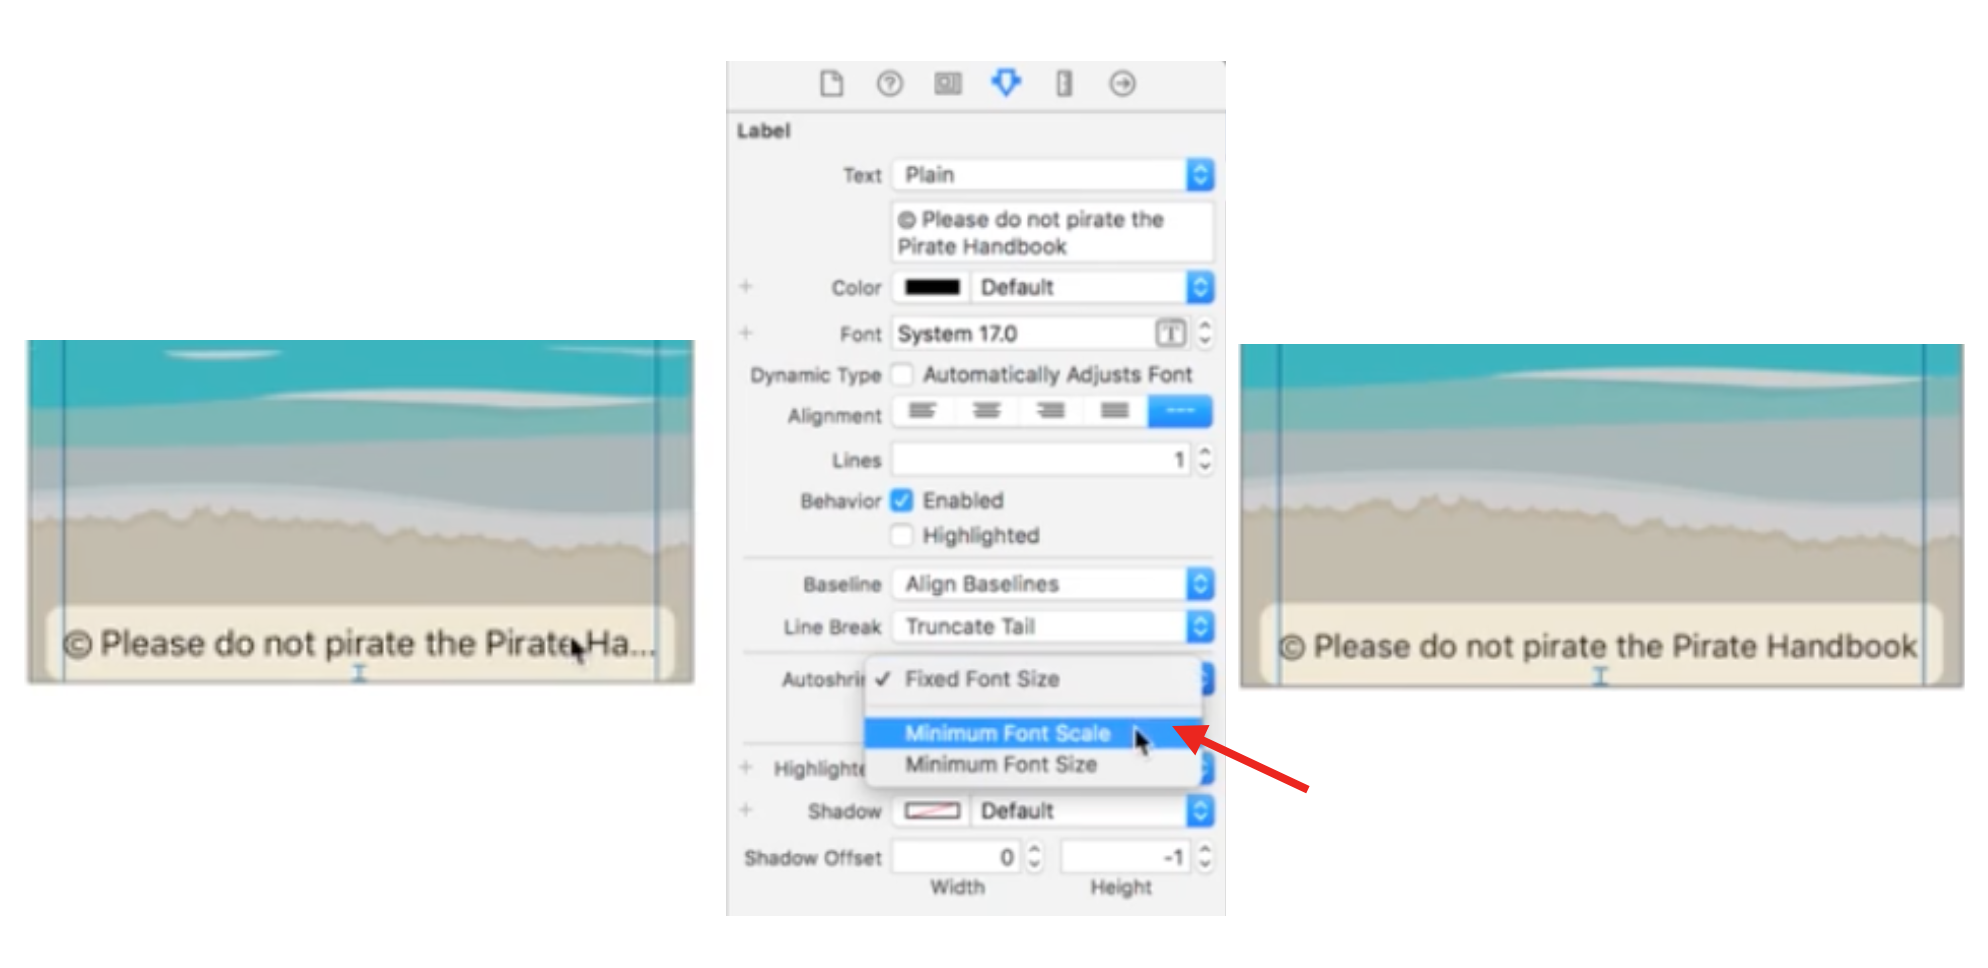 © Please do not pirate the Pirate Ha...
Label
Text Plain
© Please do not pirate the
Pirate Handbook
Color Default
Font System 17.0 T
Dynamic Type Automatically Adjusts Font
Alignment ---
Lines 1
Behavior Enabled
Highlighted
Baseline Align Baselines
Line Break Truncate Tail
Autoshri ✓ Fixed Font Size
Minimum Font Scale
Minimum Font Size
Highlighte
Shadow Default
Shadow Offset 0 -1
Width Height
© Please do not pirate the Pirate Handbook